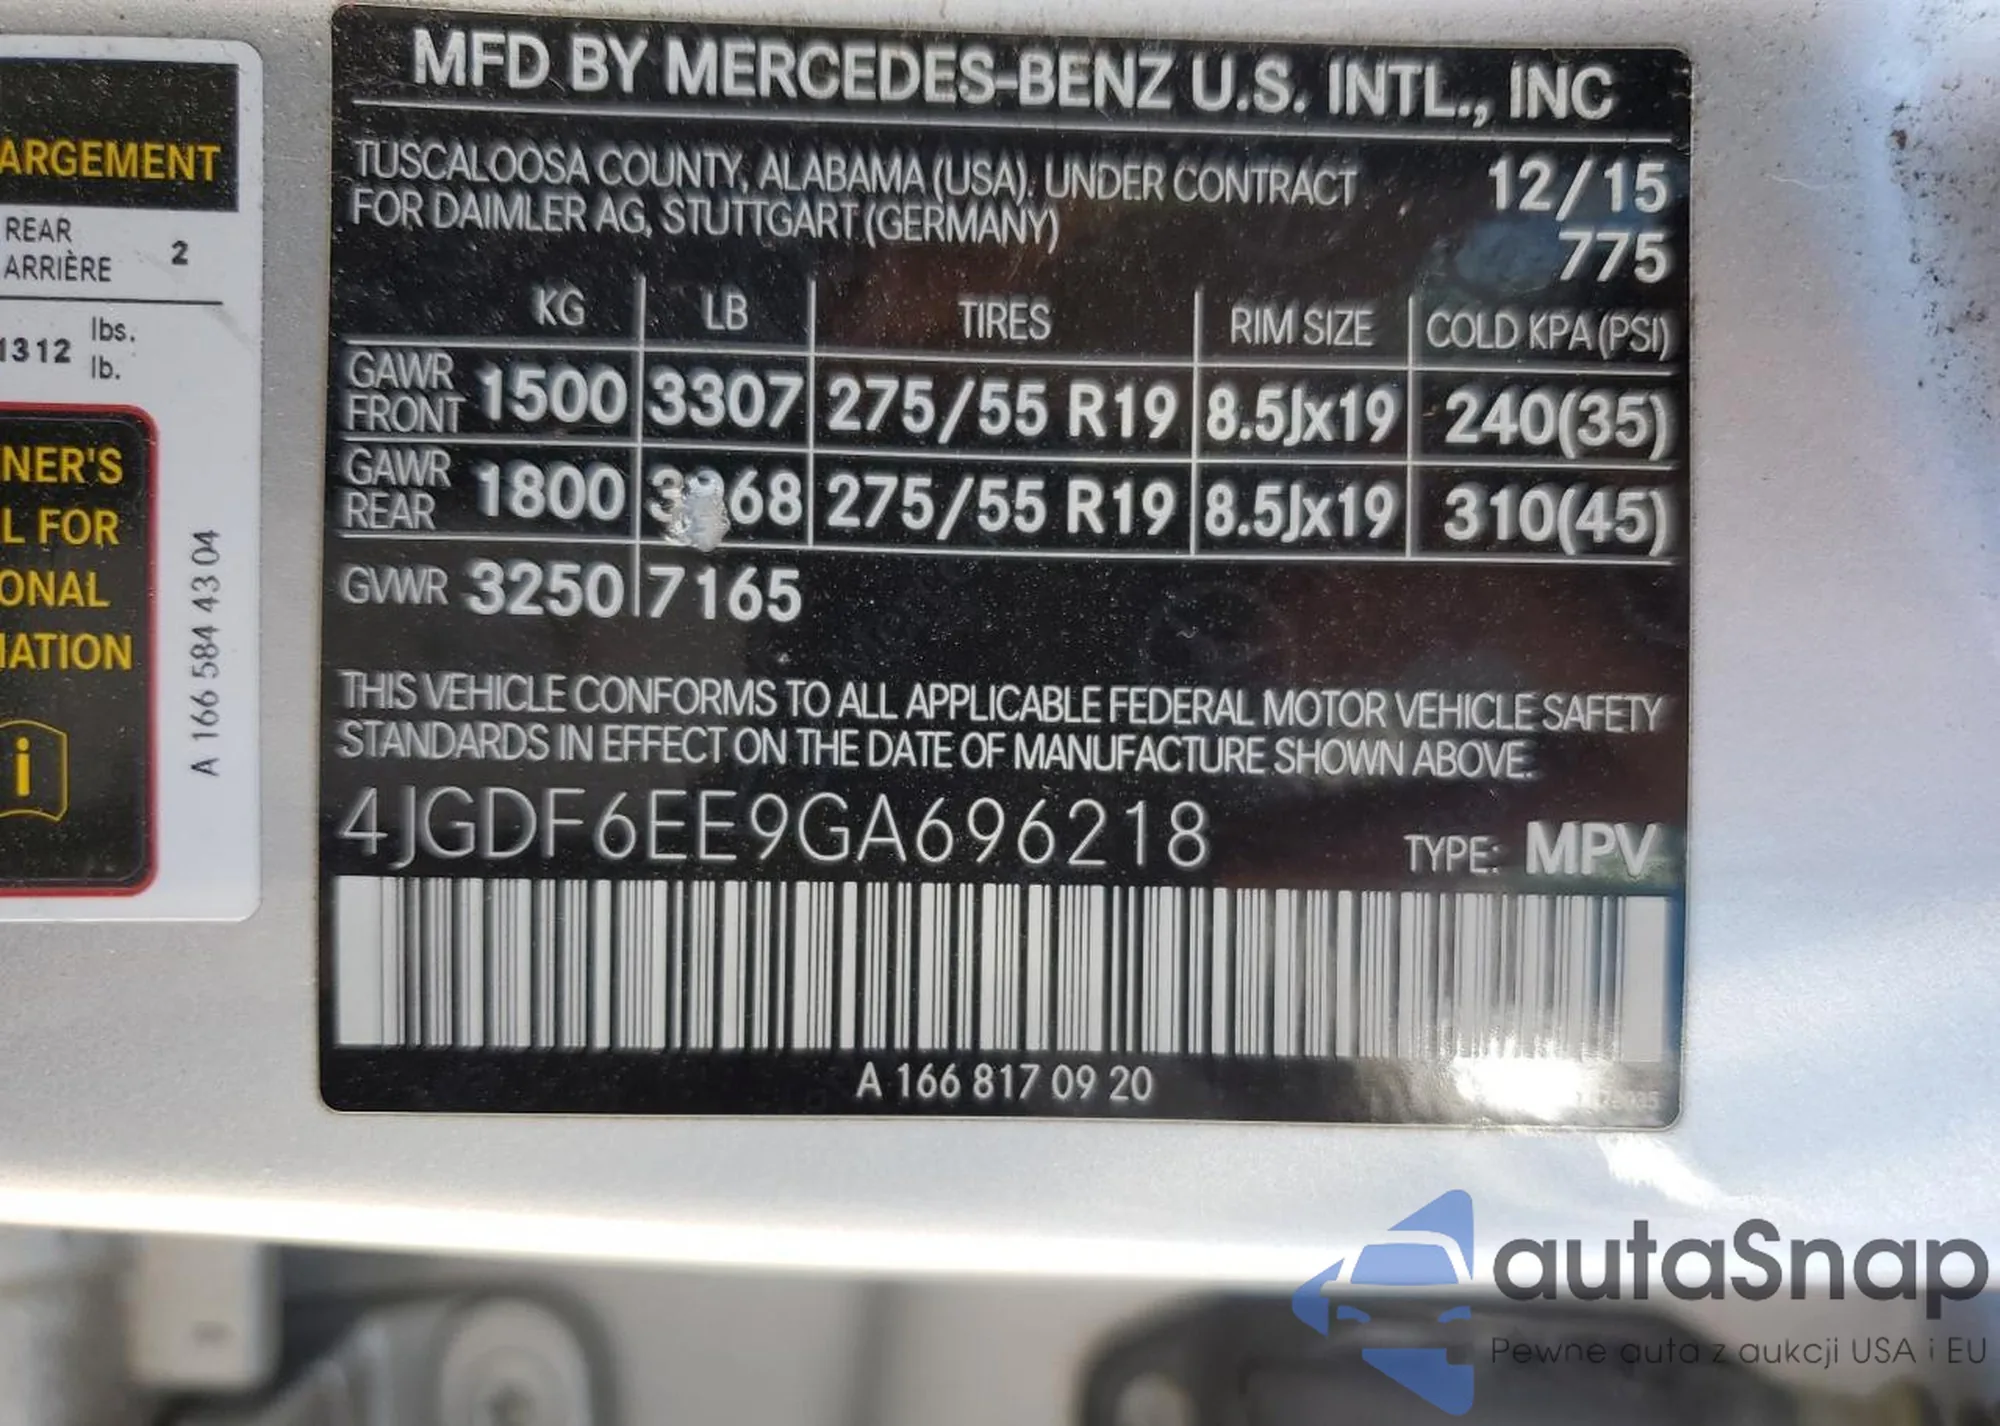 ARGEMENT
REAR
ARRIÈRE
2
1312
lbs.
lb.
NER'S
L FOR
ONAL
MATION
i
A 166 584 43 04
MFD BY MERCEDES-BENZ U.S. INTL., INC
TUSCALOOSA COUNTY, ALABAMA (USA). UNDER CONTRACT
FOR DAIMLER AG, STUTTGART (GERMANY)
12/15
775
KG LB TIRES RIM SIZE COLD KPA (PSI)
GAWR FRONT 1500 3307 275/55 R19 8.5Jx19 240(35)
GAWR REAR 1800 275/55 R19 8.5Jx19 310(45)
GVWR 3250 7165
THIS VEHICLE CONFORMS TO ALL APPLICABLE FEDERAL MOTOR VEHICLE SAFETY
STANDARDS IN EFFECT ON THE DATE OF MANUFACTURE SHOWN ABOVE.
4JGDF6EE9GA696218
TYPE: MPV
A 166 817 09 20
autaSnap
Pewne auta z aukcji USA i EU